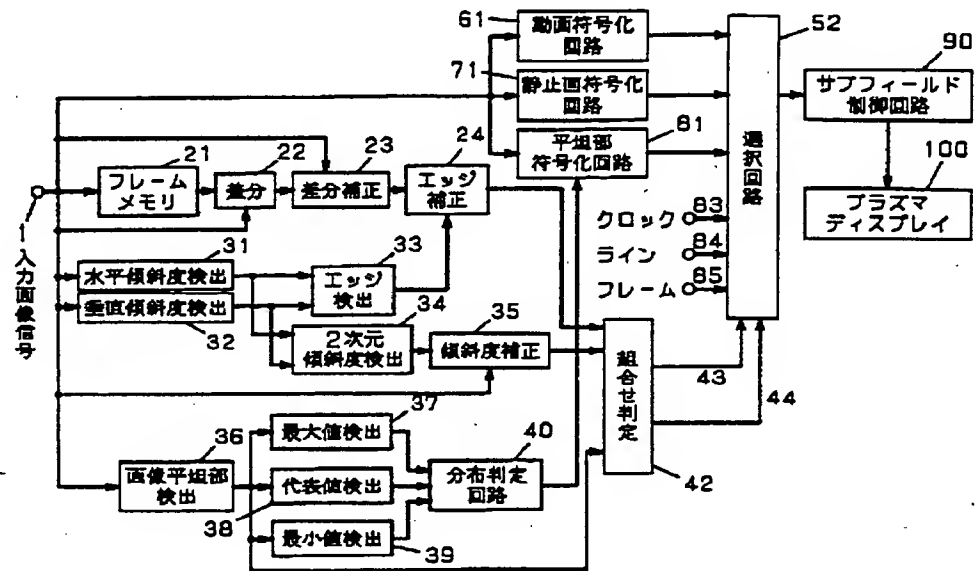 61
動画符号化
回路
71
静止画符号化
回路
平坦部
符号化回路
61
52
選択回路
90
サブフィールド
制御回路
100
プラズマ
ディスプレイ
1入力画像信号
21
フレーム
メモリ
22
差分
23
差分補正
24
エッジ
補正
31
水平傾斜度検出
垂直傾斜度検出
32
33
エッジ
検出
34
2次元
傾斜度検出
35
傾斜度補正
36
画像平坦部
検出
37
最大値検出
代表値検出
38
最小値検出
39
40
分布判定
回路
クロック
83
ライン
84
フレーム
85
組合せ判定
42
43
44